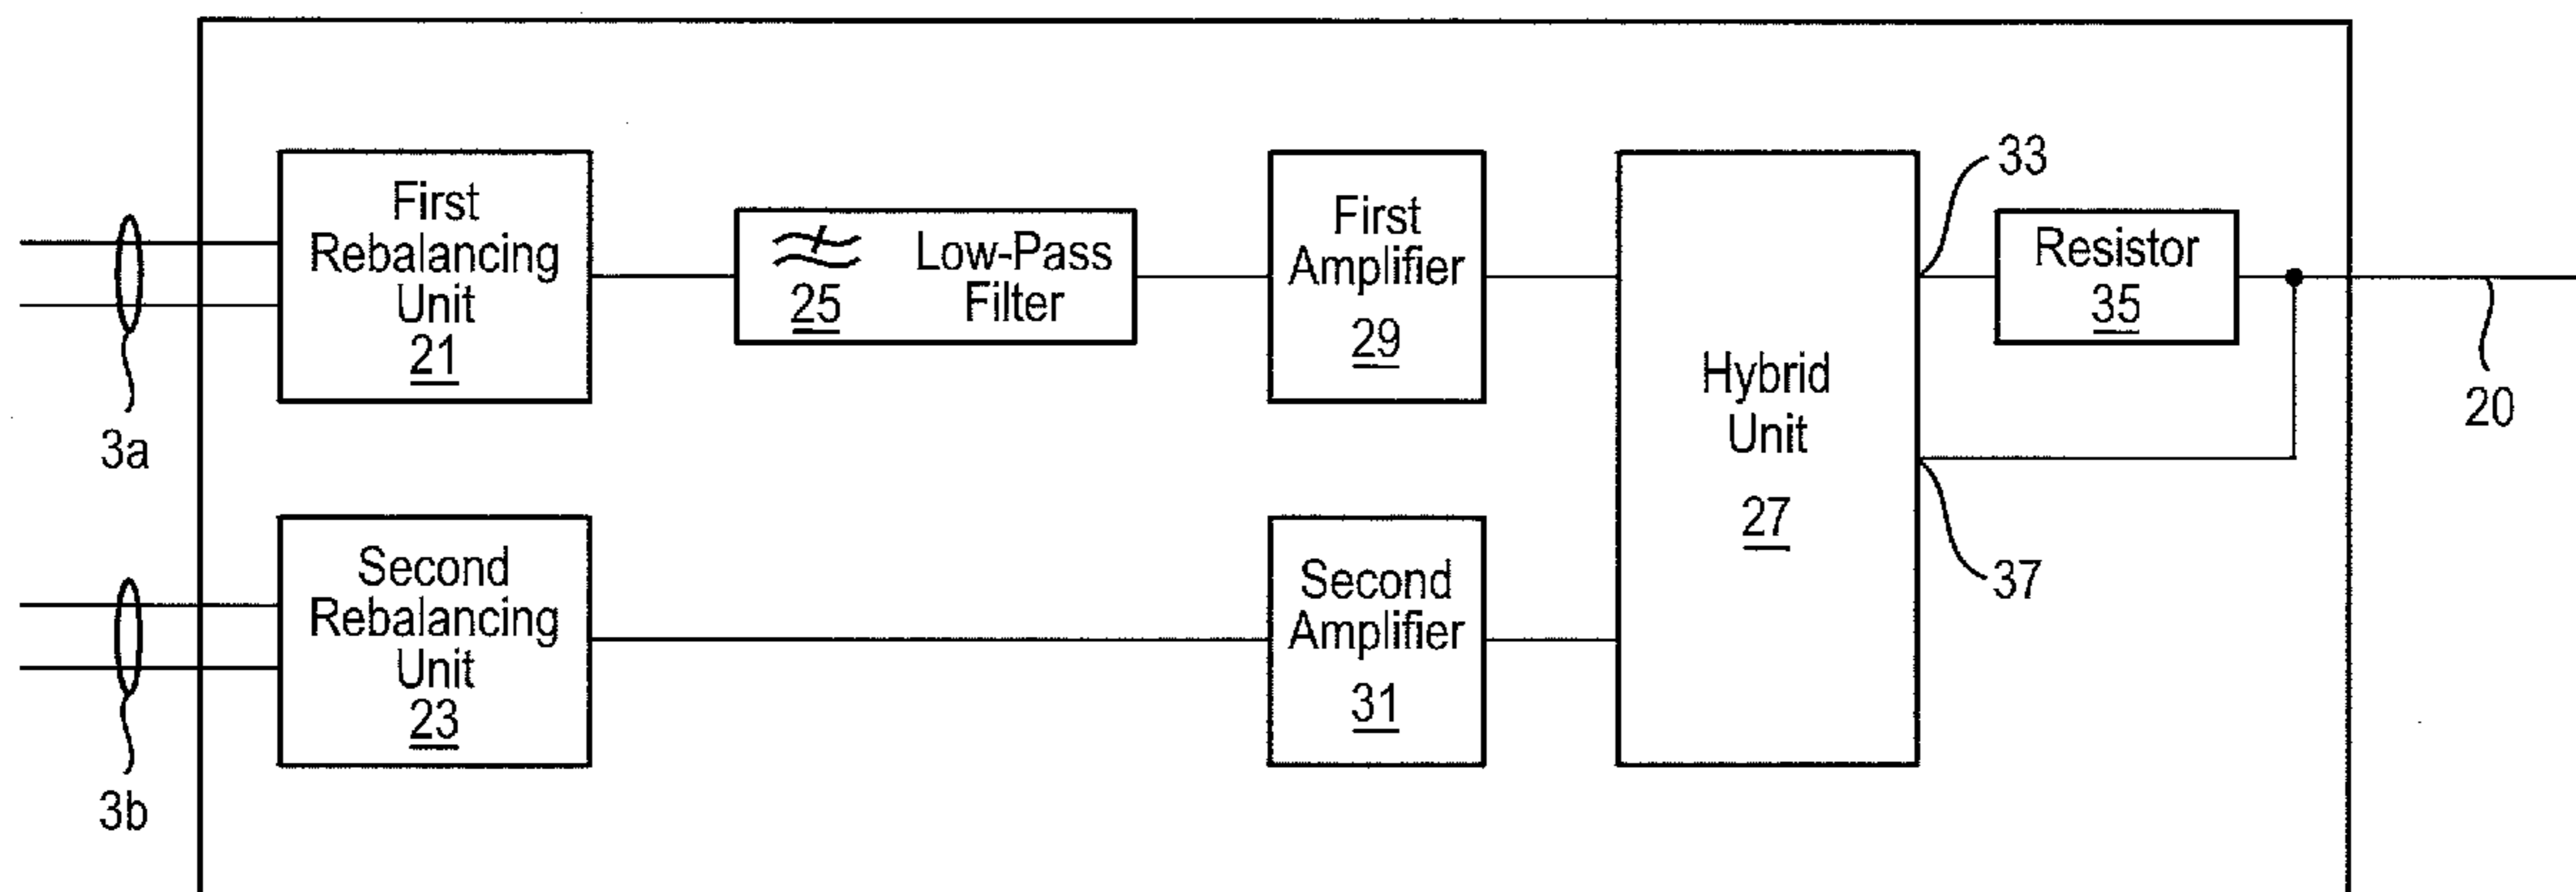 First
Rebalancing
Unit
21
Low-Pass
Filter
25
First
Amplifier
29
Hybrid
Unit
27
33
Resistor
35
20
3a
Second
Rebalancing
Unit
23
Second
Amplifier
31
37
3b